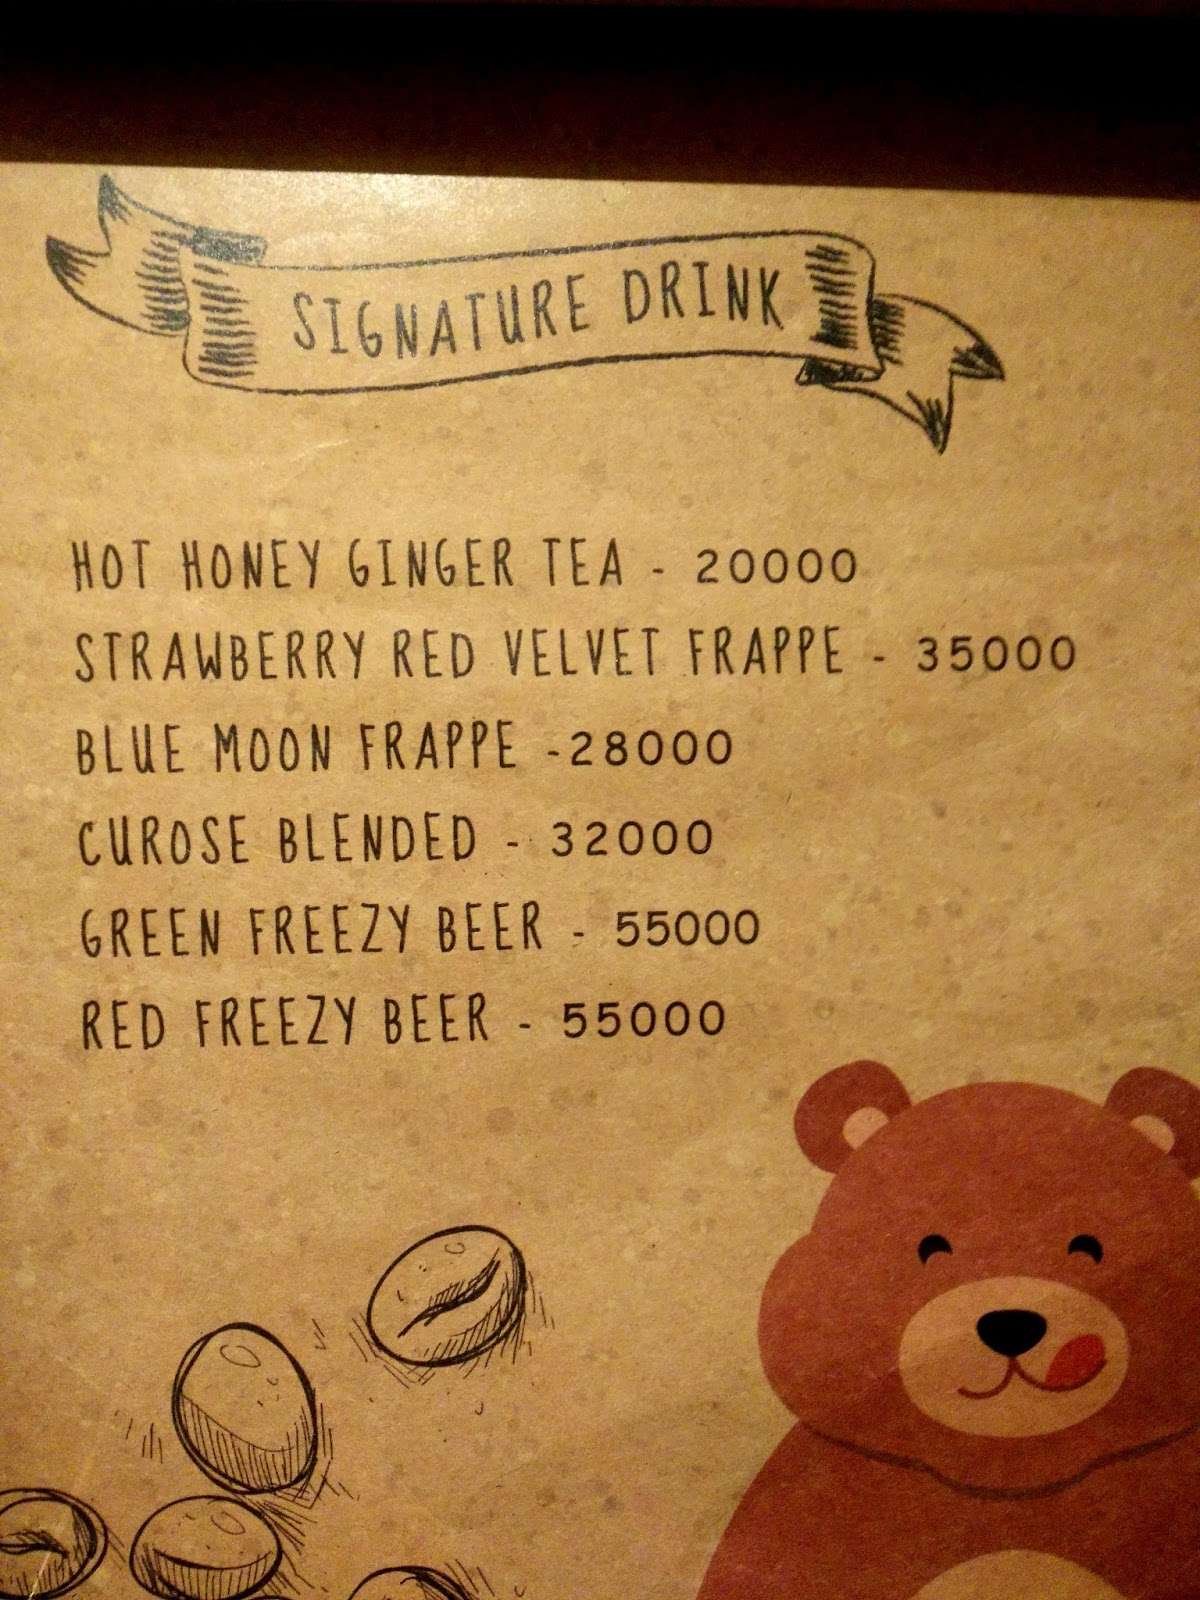 SIGNATURE DRINK
HOT HONEY GINGER TEA - 20000
STRAWBERRY RED VELVET FRAPPE - 35000
BLUE MOON FRAPPE -28000
CUROSE BLENDED - 32000
GREEN FREEZY BEER - 55000
RED FREEZY BEER - 55000